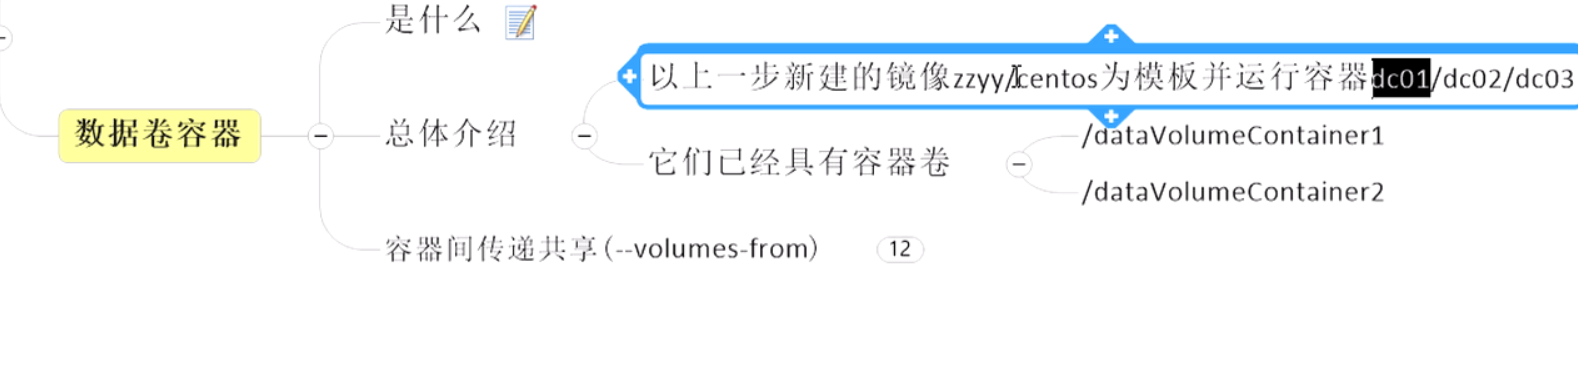 是什么
以上一步新建的镜像zzyy/centos为模板并运行容器dc01/dc02/dc03
数据卷容器
总体介绍
/dataVolumeContainer1
它们已经具有容器卷
/dataVolumeContainer2
容器间传递共享(--volumes-from)
12